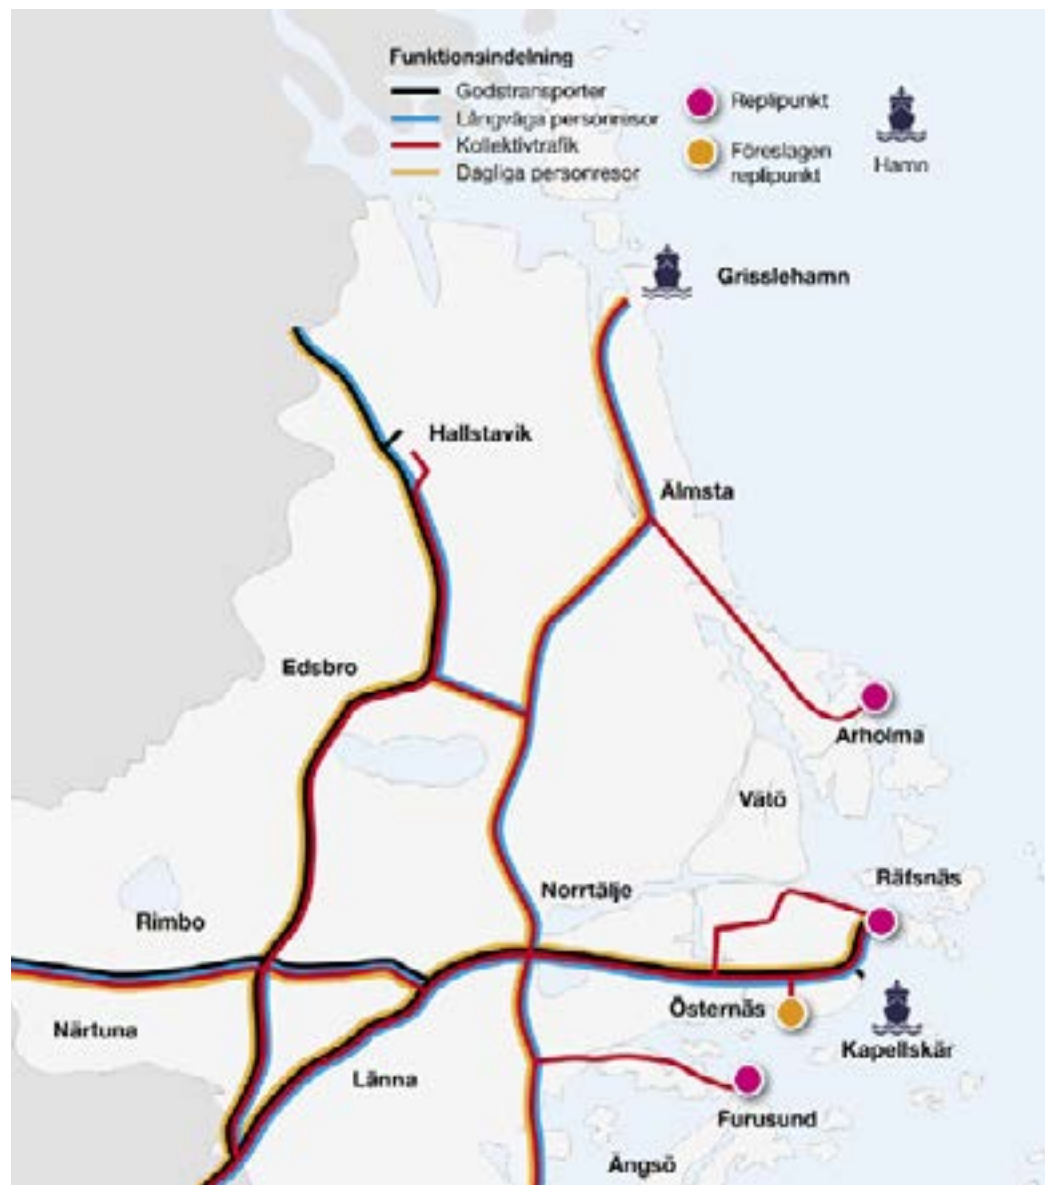 Funktionsindelning
Godstransporter
Långväga personresor
Kollektivtrafik
Dagliga personresor
Replipunkt
Föreslagen
replipunkt
Hamn
Grisslehamn
Hallstavik
Älmsta
Edsbro
Arholma
Vätö
Räfsnäs
Norrtälje
Rimbo
Östernäs
Närtuna
Kapellskär
Länna
Furusund
Ängsö